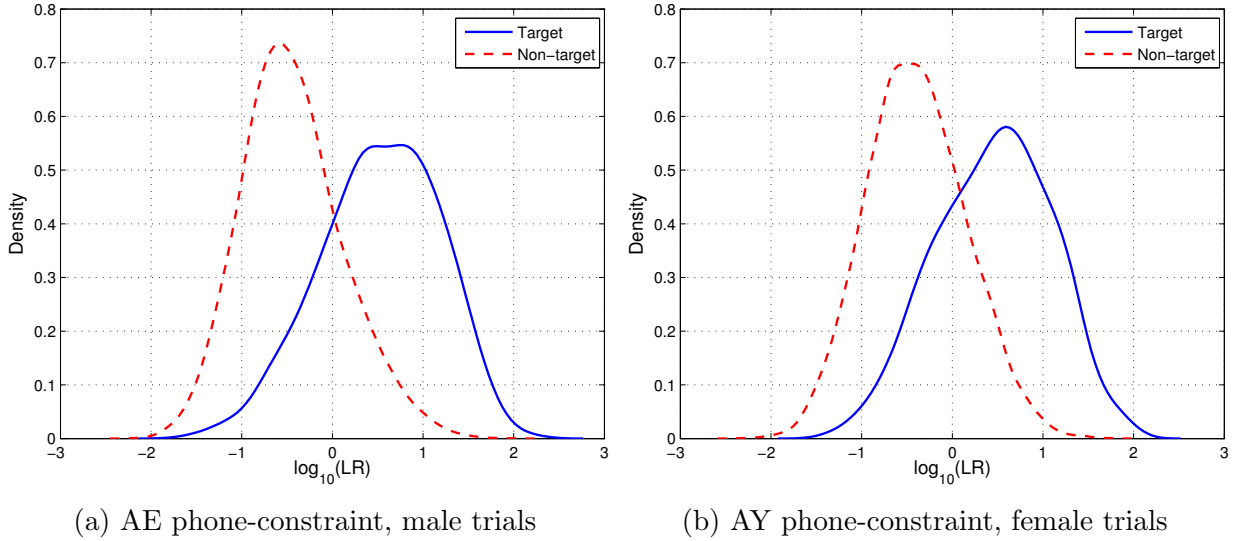 0.8
0.7
0.6
0.5
0.4
0.3
0.2
0.1
0
Density
Target
Non-target
−3 −2 −1 0 1 2 3
log10(LR)
(a) AE phone-constraint, male trials
0.8
0.7
0.6
0.5
0.4
0.3
0.2
0.1
0
Density
Target
Non-target
−3 −2 −1 0 1 2 3
log10(LR)
(b) AY phone-constraint, female trials